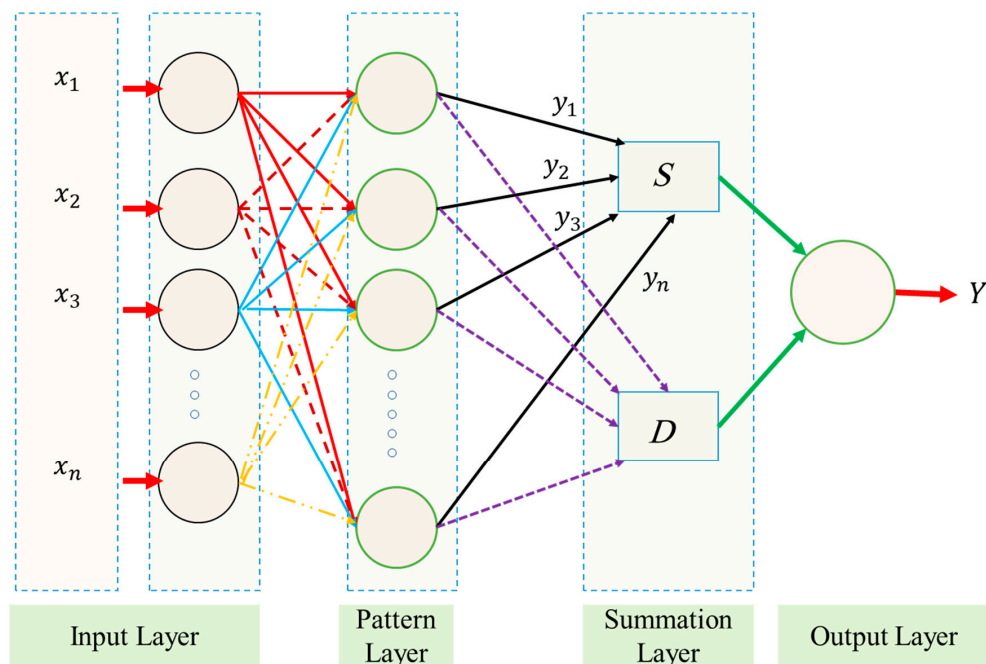 x₁
x₂
x₃
xₙ
y₁
y₂
y₃
yₙ
S
D
Y
Input Layer
Pattern
Layer
Summation
Layer
Output Layer